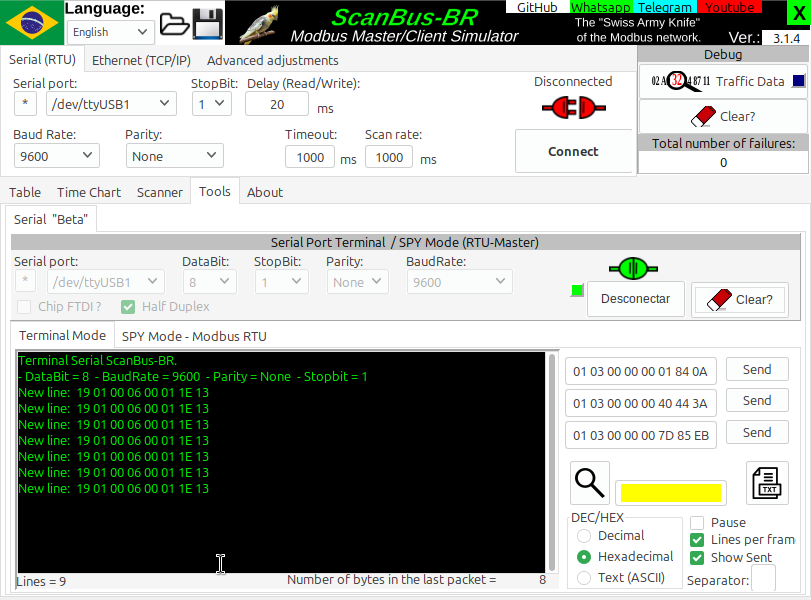 Language:
English
ScanBus-BR
Modbus Master/Client Simulator
GitHub Whatsapp Telegram Youtube
The "Swiss Army Knife"
of the Modbus network.
Ver.: 3.1.4
X
Serial (RTU) Ethernet (TCP/IP) Advanced adjustments
Serial port: StopBit: Delay (Read/Write):
* /dev/ttyUSB1 1 20 ms
Baud Rate: Parity: Timeout: Scan rate:
9600 None 1000 ms 1000 ms
Disconnected
Connect
Debug
02 A 32 4 87 11 Traffic Data
Clear?
Total number of failures:
0
Table Time Chart Scanner Tools About
Serial "Beta"
Serial Port Terminal / SPY Mode (RTU-Master)
Serial port: DataBit: StopBit: Parity: BaudRate:
* /dev/ttyUSB1 8 1 None 9600
Chip FTDI ? Half Duplex
Desconectar Clear?
Terminal Mode SPY Mode - Modbus RTU
Terminal Serial ScanBus-BR.
- DataBit = 8 - BaudRate = 9600 - Parity = None - Stopbit = 1
New line: 19 01 00 06 00 01 1E 13
New line: 19 01 00 06 00 01 1E 13
New line: 19 01 00 06 00 01 1E 13
New line: 19 01 00 06 00 01 1E 13
New line: 19 01 00 06 00 01 1E 13
New line: 19 01 00 06 00 01 1E 13
New line: 19 01 00 06 00 01 1E 13
Lines = 9 Number of bytes in the last packet = 8
01 03 00 00 00 01 84 0A Send
01 03 00 00 00 40 44 3A Send
01 03 00 00 00 7D 85 EB Send
TXT
DEC/HEX
Decimal
Hexadecimal
Text (ASCII)
Pause
Lines per fram
Show Sent
Separator: